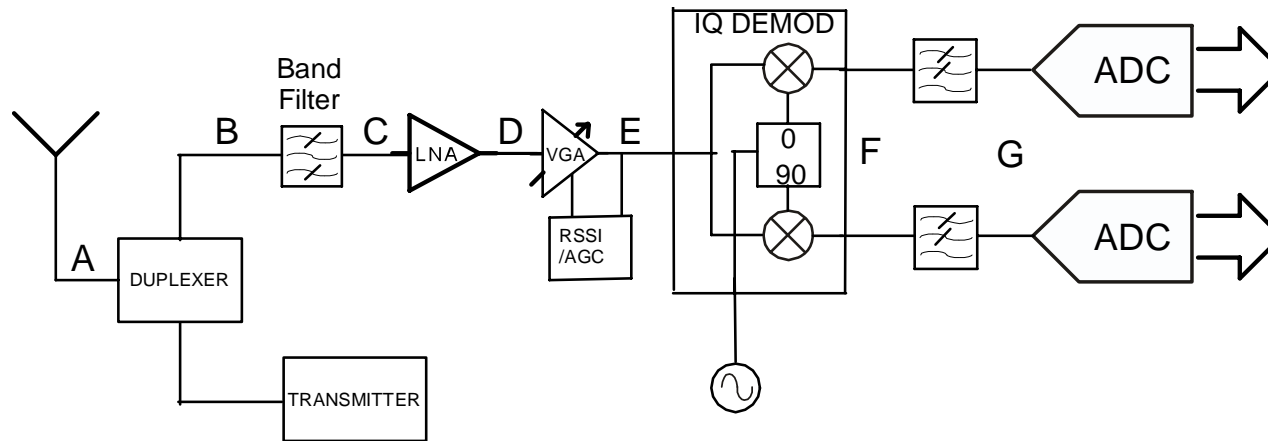 IQ DEMOD
Band
Filter
A
B
C
LNA
D
VGA
E
RSSI
/AGC
0
90
F
G
ADC
ADC
DUPLEXER
TRANSMITTER